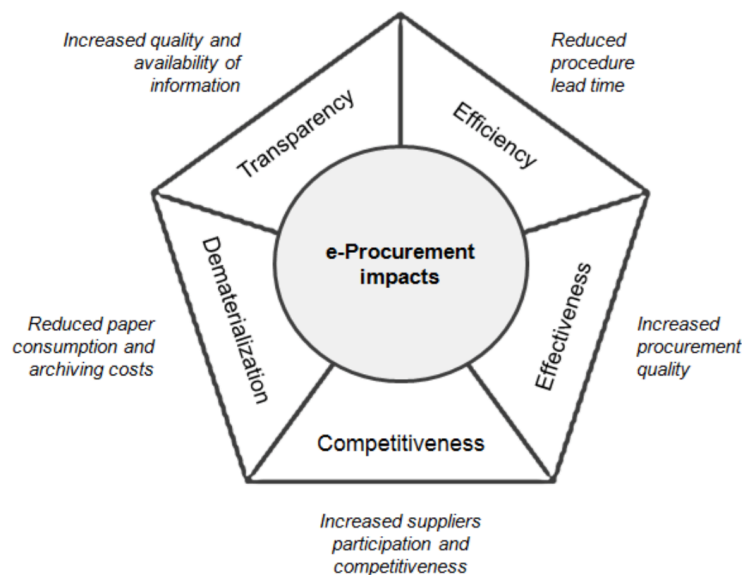 Increased quality and
availability of
information
Reduced
procedure
lead time
Transparency
Efficiency
e-Procurement
impacts
Dematerialization
Effectiveness
Reduced paper
consumption and
archiving costs
Increased
procurement
quality
Competitiveness
Increased suppliers
participation and
competitiveness